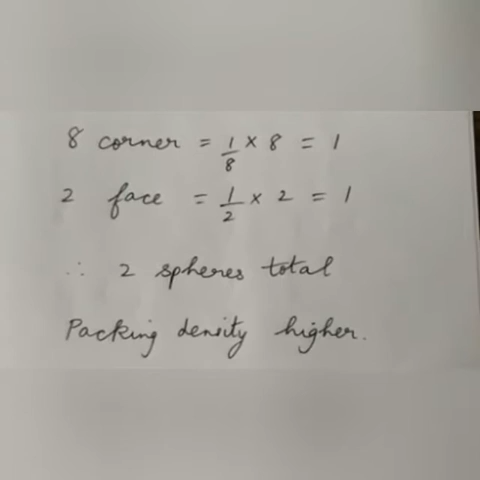 8 corner = 1/8 × 8 = 1
2 face = 1/2 × 2 = 1
∴ 2 spheres total
Packing density higher.